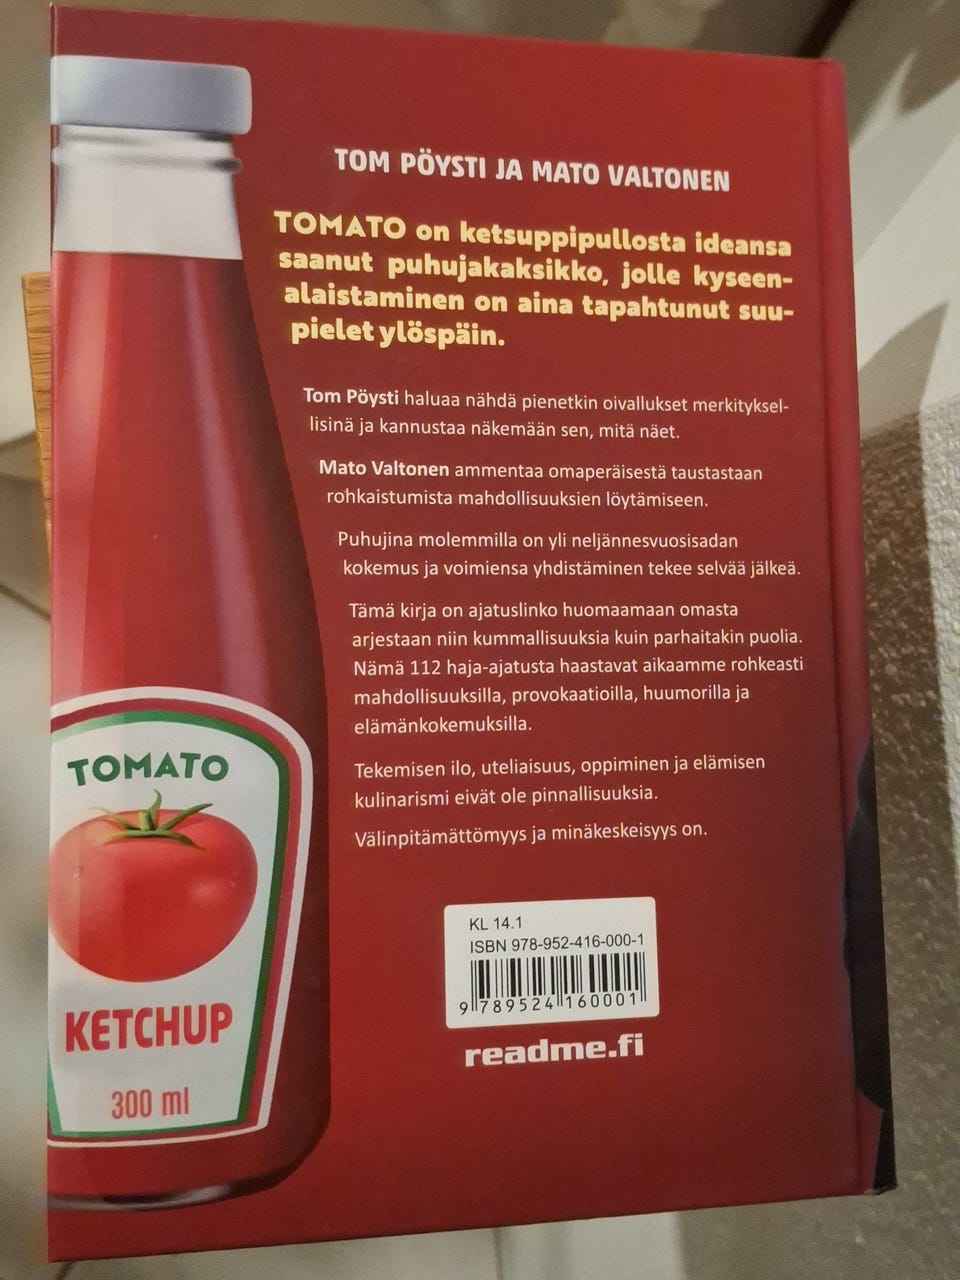 TOM PÖYSTI JA MATO VALTONEN
TOMATO on ketsuppipullosta ideansa
saanut puhujakaksikko, jolle kyseen-
alaistaminen on aina tapahtunut suu-
pielet ylöspäin.
Tom Pöysti haluaa nähdä pienetkin oivallukset merkityksel-
lisinä ja kannustaa näkemään sen, mitä näet.
Mato Valtonen ammentaa omaperäisestä taustastaan
rohkaistumista mahdollisuuksien löytämiseen.
Puhujina molemmilla on yli neljännesvuosisadan
kokemus ja voimiensa yhdistäminen tekee selvää jälkeä.
Tämä kirja on ajatuslinko huomaamaan omasta
arjestaan niin kummallisuuksia kuin parhaitakin puolia.
Nämä 112 haja-ajatusta haastavat aikaamme rohkeasti
mahdollisuuksilla, provokaatioilla, huumorilla ja
elämänkokemuksilla.
Tekemisen ilo, uteliaisuus, oppiminen ja elämisen
kulinarismi eivät ole pinnallisuuksia.
Välinpitämättömyys ja minäkeskeisyys on.
TOMATO
KETCHUP
300 ml
KL 14.1
ISBN 978-952-416-000-1
9 789524 160001
readme.fi